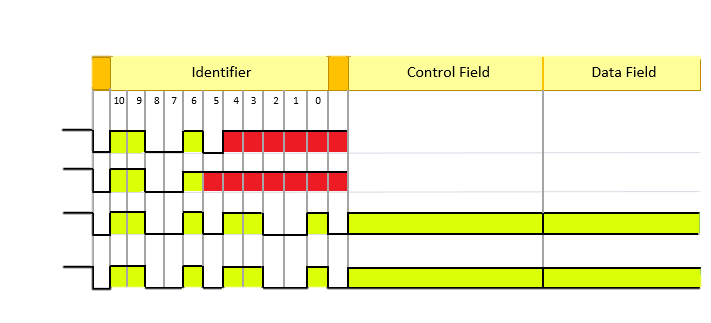 Identifier Control Field Data Field
10 9 8 7 6 5 4 3 2 1 0